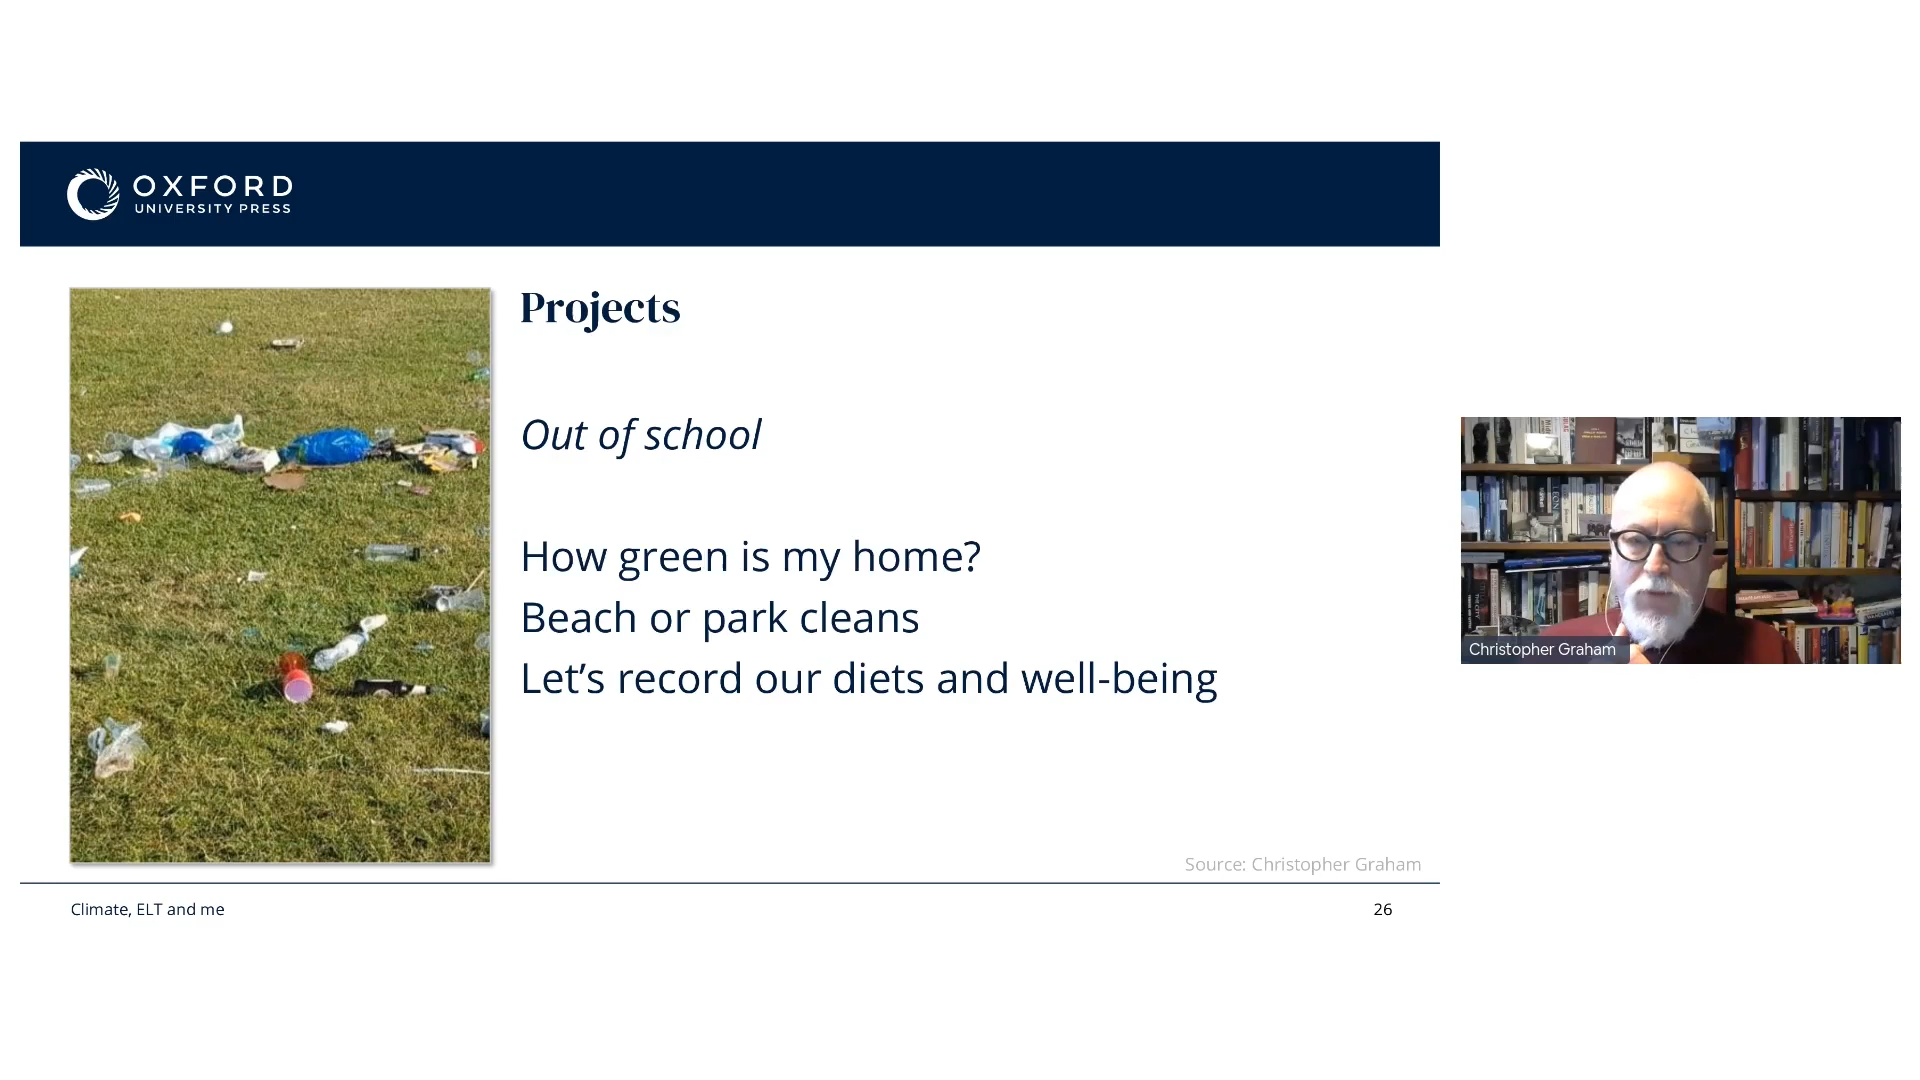 OXFORD
UNIVERSITY PRESS
Projects
Out of school
How green is my home?
Beach or park cleans
Let’s record our diets and well-being
Source: Christopher Graham
Climate, ELT and me
26
Christopher Graham